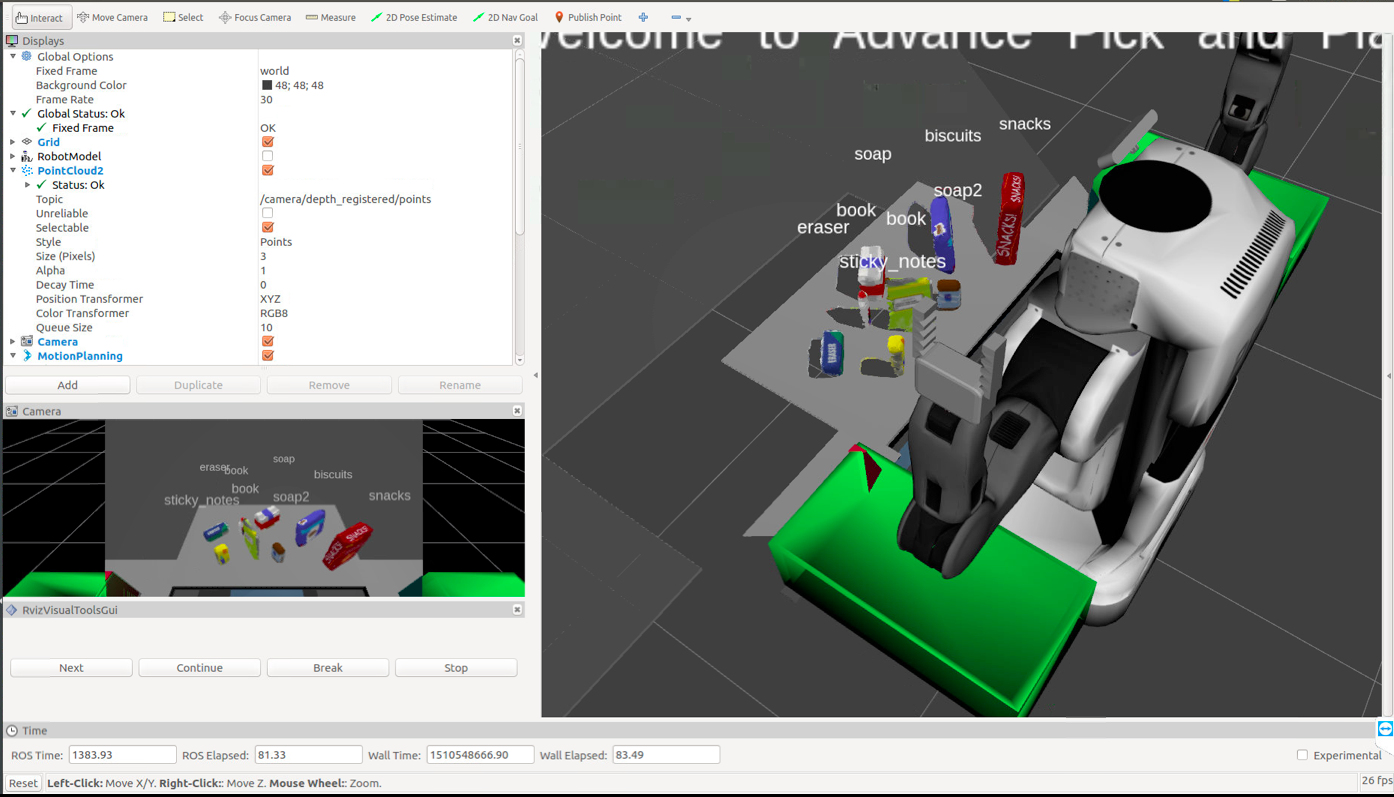 Interact Move Camera Select Focus Camera Measure 2D Pose Estimate 2D Nav Goal Publish Point
Displays
Global Options
Fixed Frame world
Background Color 48; 48; 48
Frame Rate 30
Global Status: Ok
Fixed Frame OK
Grid
RobotModel
PointCloud2
Status: Ok
Topic /camera/depth_registered/points
Unreliable
Selectable
Style Points
Size (Pixels) 3
Alpha 1
Decay Time 0
Position Transformer XYZ
Color Transformer RGB8
Queue Size 10
Camera
MotionPlanning
Add Duplicate Remove Rename
Camera
soap
eraser
book
biscuits
book
sticky_notes
soap2
snacks
SNACKS!
SNACKS!
RvizVisualToolsGui
Next Continue Break Stop
Welcome to Advance Pick and Pla
snacks
biscuits
soap
soap2
book
book
eraser
sticky_notes
SNACKS!
SNACKS!
ERASER
Time
ROS Time: 1383.93 ROS Elapsed: 81.33 Wall Time: 1510548666.90 Wall Elapsed: 83.49 Experimental
Reset Left-Click: Move X/Y. Right-Click:: Move Z. Mouse Wheel:: Zoom. 26 fps